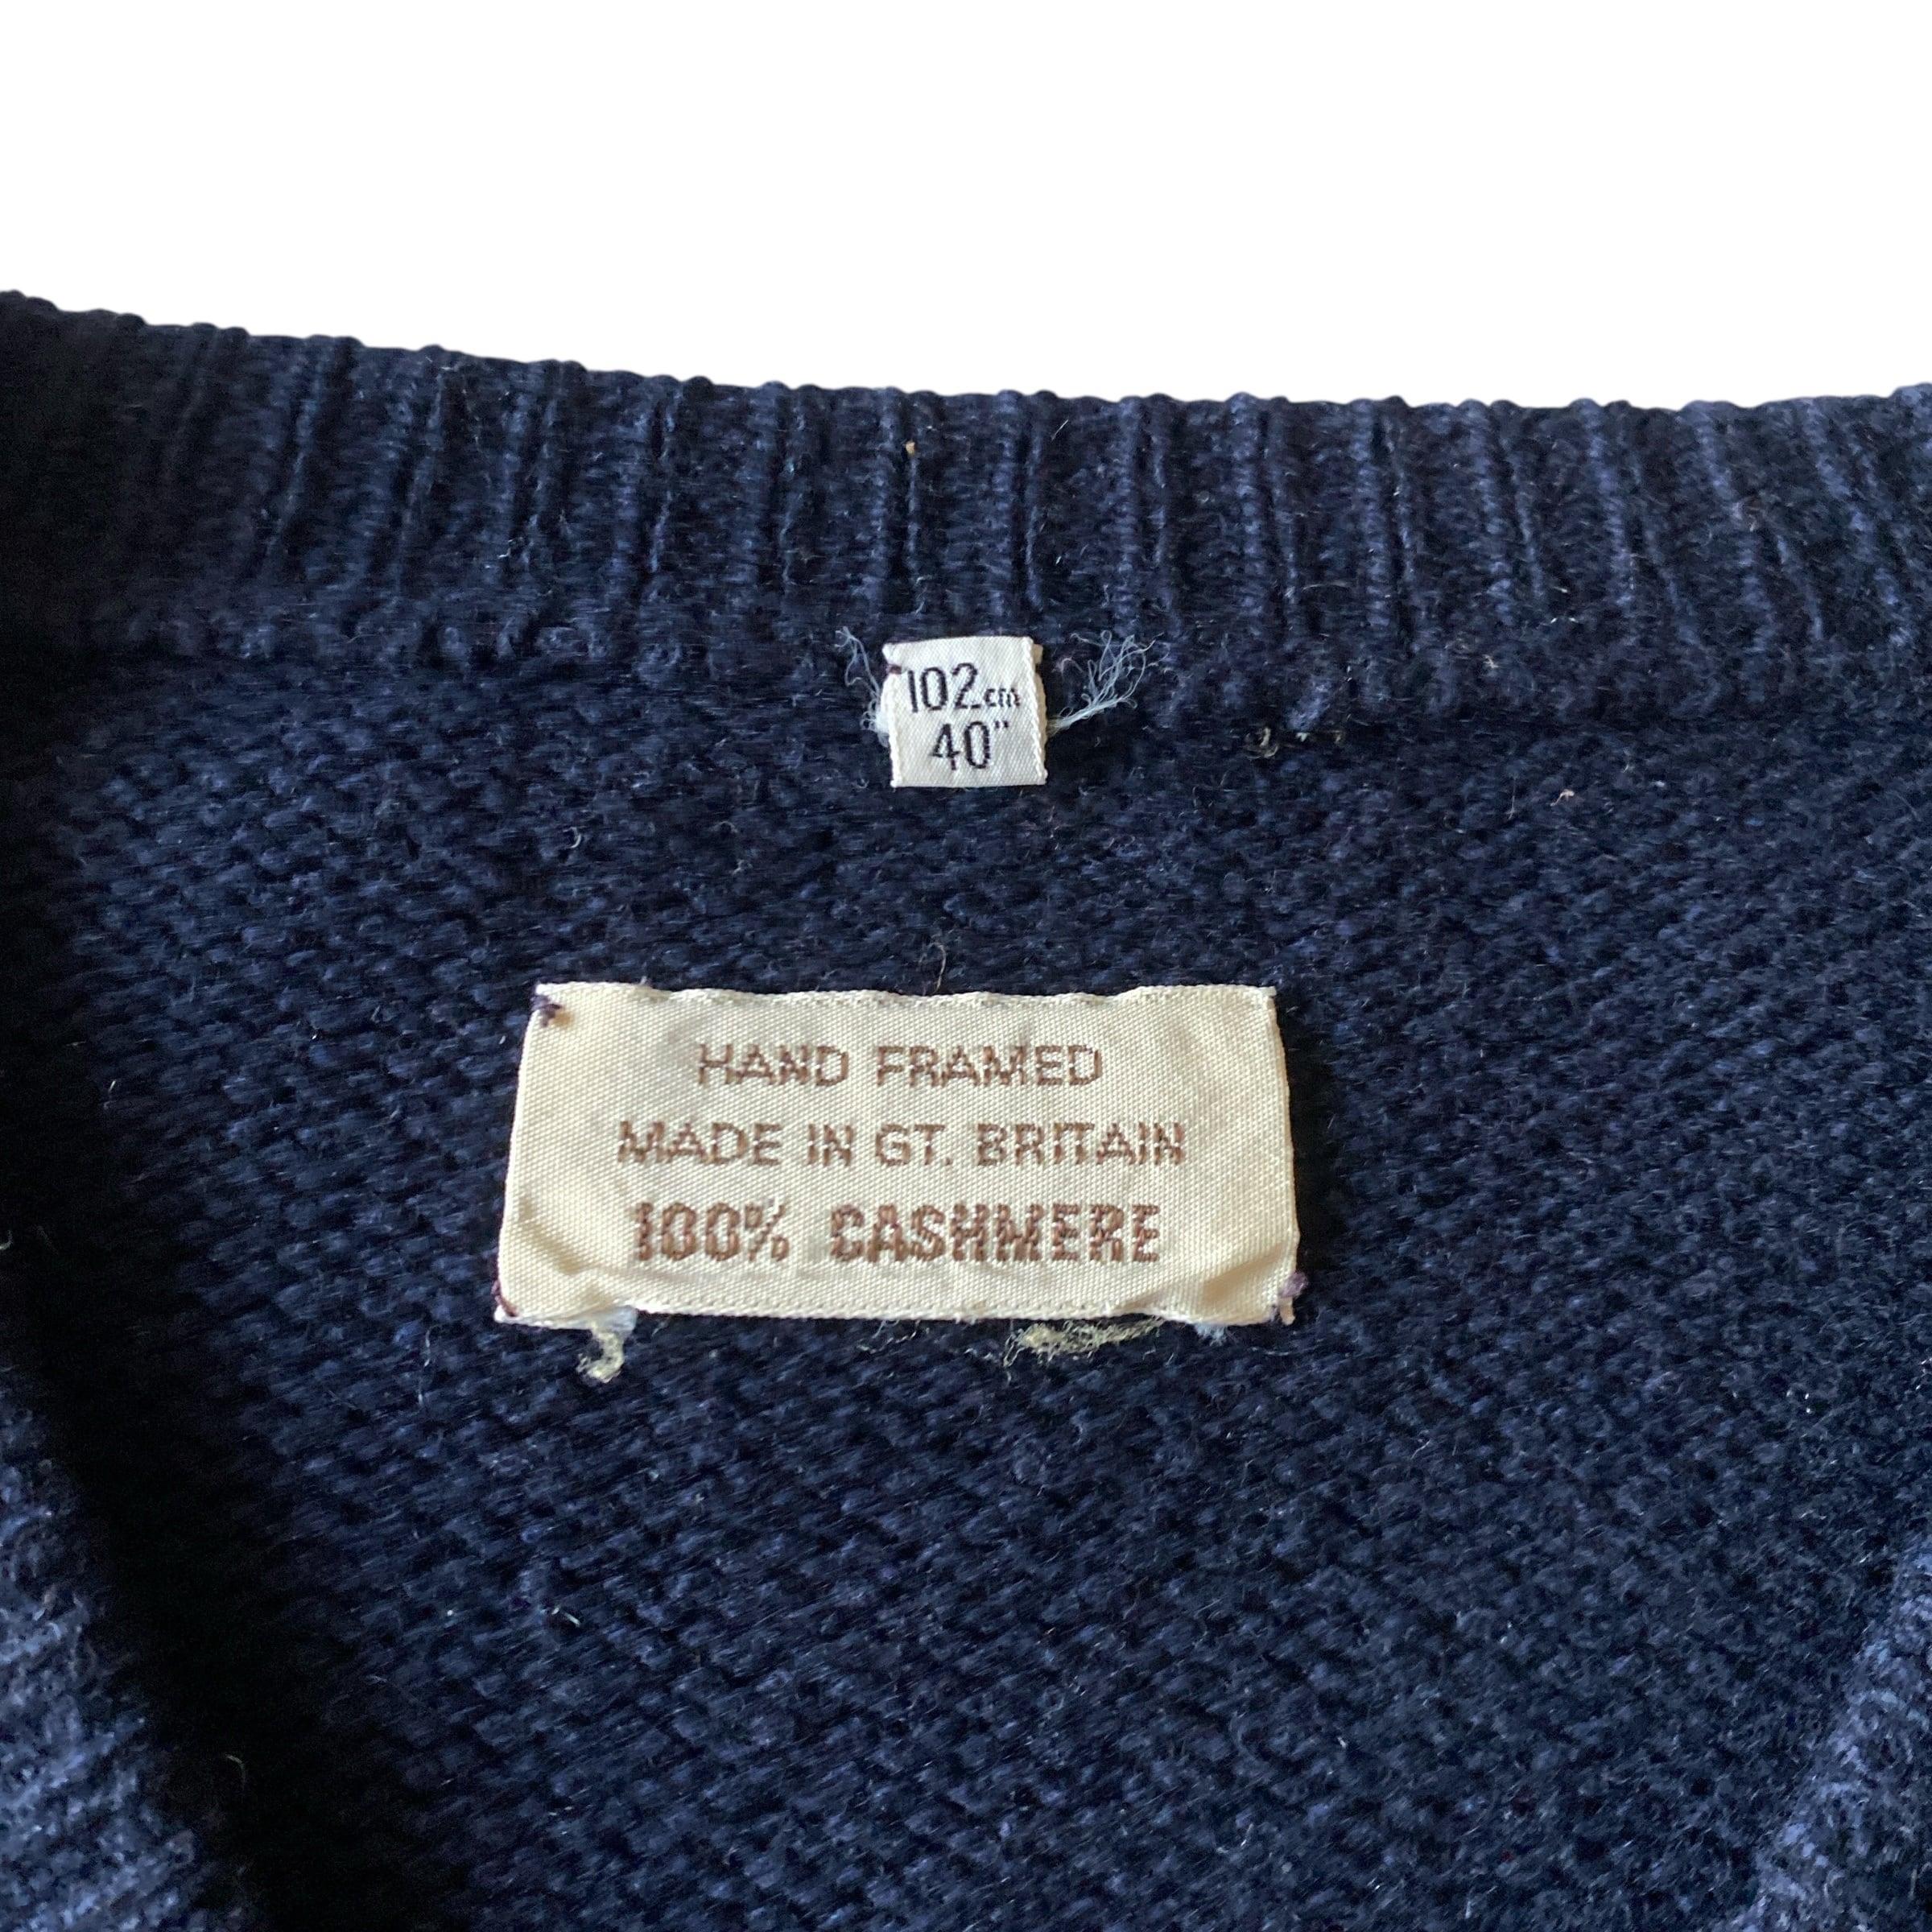 102cm
40"
HAND FRAMED
MADE IN GT. BRITAIN
100% CASHMERE